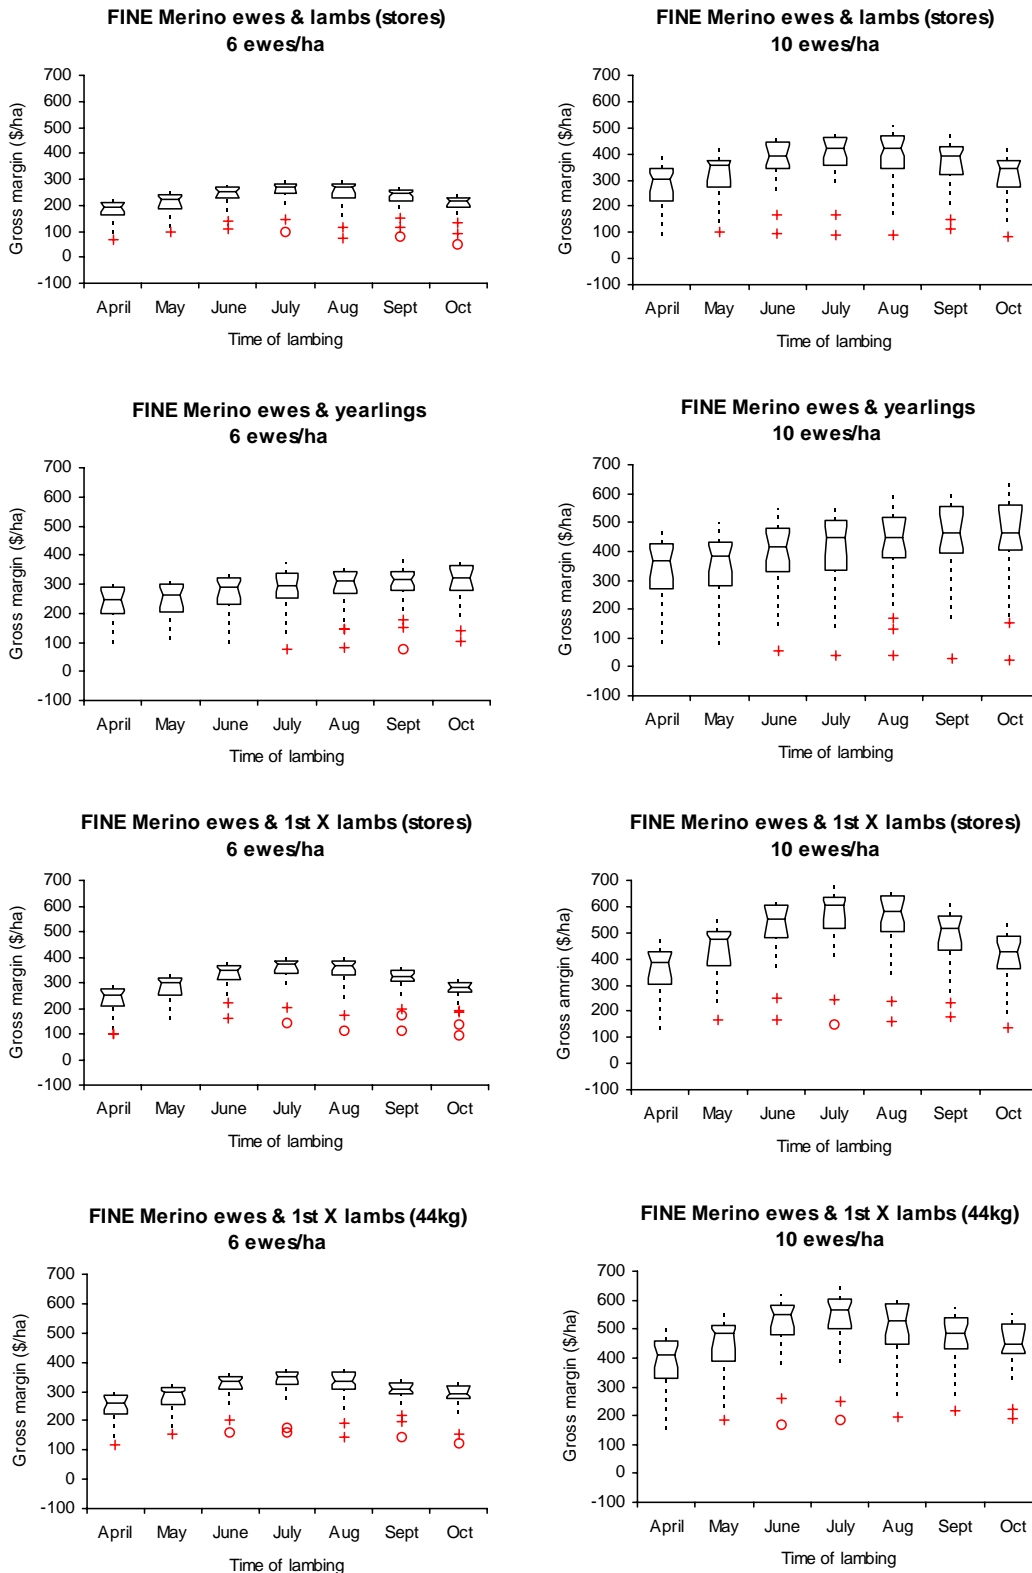 FINE Merino ewes & lambs (stores)
6 ewes/ha
Gross margin ($/ha)
700
600
500
400
300
200
100
0
-100
April May June July Aug Sept Oct
Time of lambing
FINE Merino ewes & lambs (stores)
10 ewes/ha
Gross margin ($/ha)
700
600
500
400
300
200
100
0
-100
April May June July Aug Sept Oct
Time of lambing
FINE Merino ewes & yearlings
6 ewes/ha
Gross margin ($/ha)
700
600
500
400
300
200
100
0
-100
April May June July Aug Sept Oct
Time of lambing
FINE Merino ewes & yearlings
10 ewes/ha
Gross margin ($/ha)
700
600
500
400
300
200
100
0
-100
April May June July Aug Sept Oct
Time of lambing
FINE Merino ewes & 1st X lambs (stores)
6 ewes/ha
Gross margin ($/ha)
700
600
500
400
300
200
100
0
-100
April May June July Aug Sept Oct
Time of lambing
FINE Merino ewes & 1st X lambs (stores)
10 ewes/ha
Gross amrgin ($/ha)
700
600
500
400
300
200
100
0
-100
April May June July Aug Sept Oct
Time of lambing
FINE Merino ewes & 1st X lambs (44kg)
6 ewes/ha
Gross margin ($/ha)
700
600
500
400
300
200
100
0
-100
April May June July Aug Sept Oct
Time of lambing
FINE Merino ewes & 1st X lambs (44kg)
10 ewes/ha
Gross margin ($/ha)
700
600
500
400
300
200
100
0
-100
April May June July Aug Sept Oct
Time of lambing